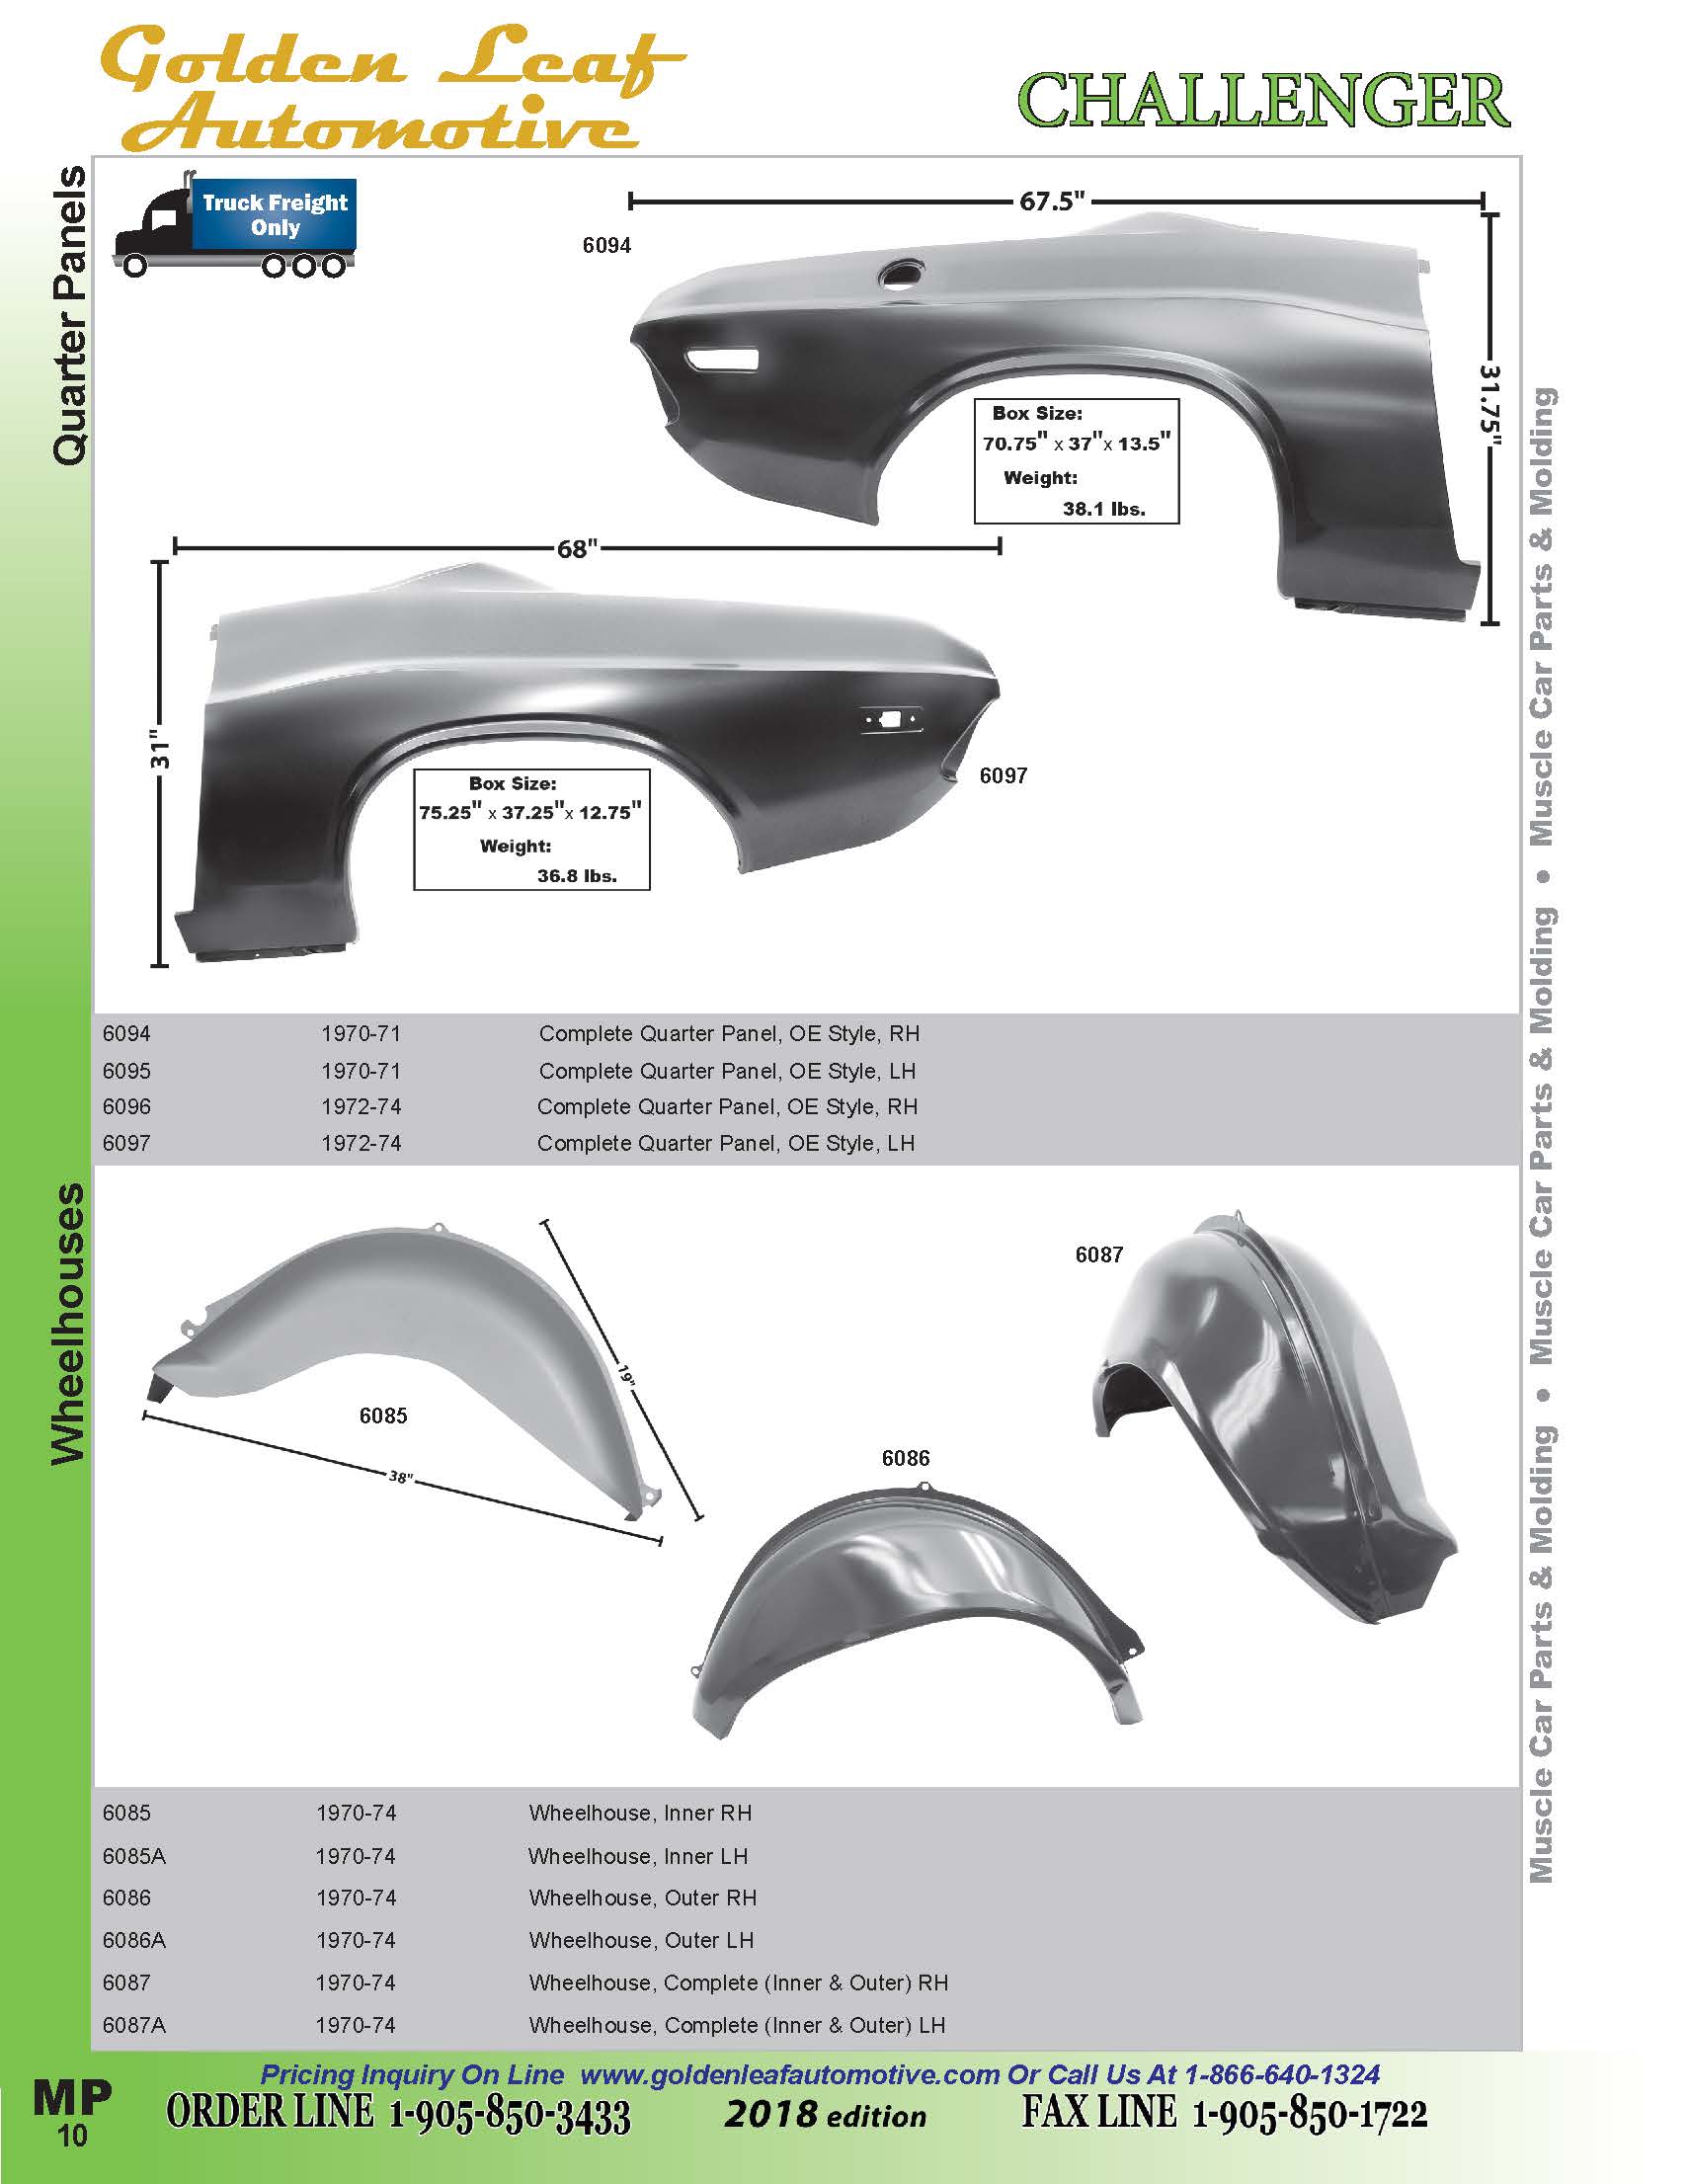 Golden Leaf
Automotive
CHALLENGER
Quarter Panels
Truck Freight
Only
67.5"
6094
31.75"
Box Size:
70.75" x 37"x 13.5"
Weight:
38.1 lbs.
68"
31"
6097
Box Size:
75.25" x 37.25"x 12.75"
Weight:
36.8 lbs.
6094 1970-71 Complete Quarter Panel, OE Style, RH
6095 1970-71 Complete Quarter Panel, OE Style, LH
6096 1972-74 Complete Quarter Panel, OE Style, RH
6097 1972-74 Complete Quarter Panel, OE Style, LH
Wheelhouses
6087
19"
6085
38"
6086
6085 1970-74 Wheelhouse, Inner RH
6085A 1970-74 Wheelhouse, Inner LH
6086 1970-74 Wheelhouse, Outer RH
6086A 1970-74 Wheelhouse, Outer LH
6087 1970-74 Wheelhouse, Complete (Inner & Outer) RH
6087A 1970-74 Wheelhouse, Complete (Inner & Outer) LH
Muscle Car Parts & Molding • Muscle Car Parts & Molding • Muscle Car Parts & Molding
Pricing Inquiry On Line www.goldenleafautomotive.com Or Call Us At 1-866-640-1324
MP
10
ORDER LINE 1-905-850-3433 2018 edition FAX LINE 1-905-850-1722